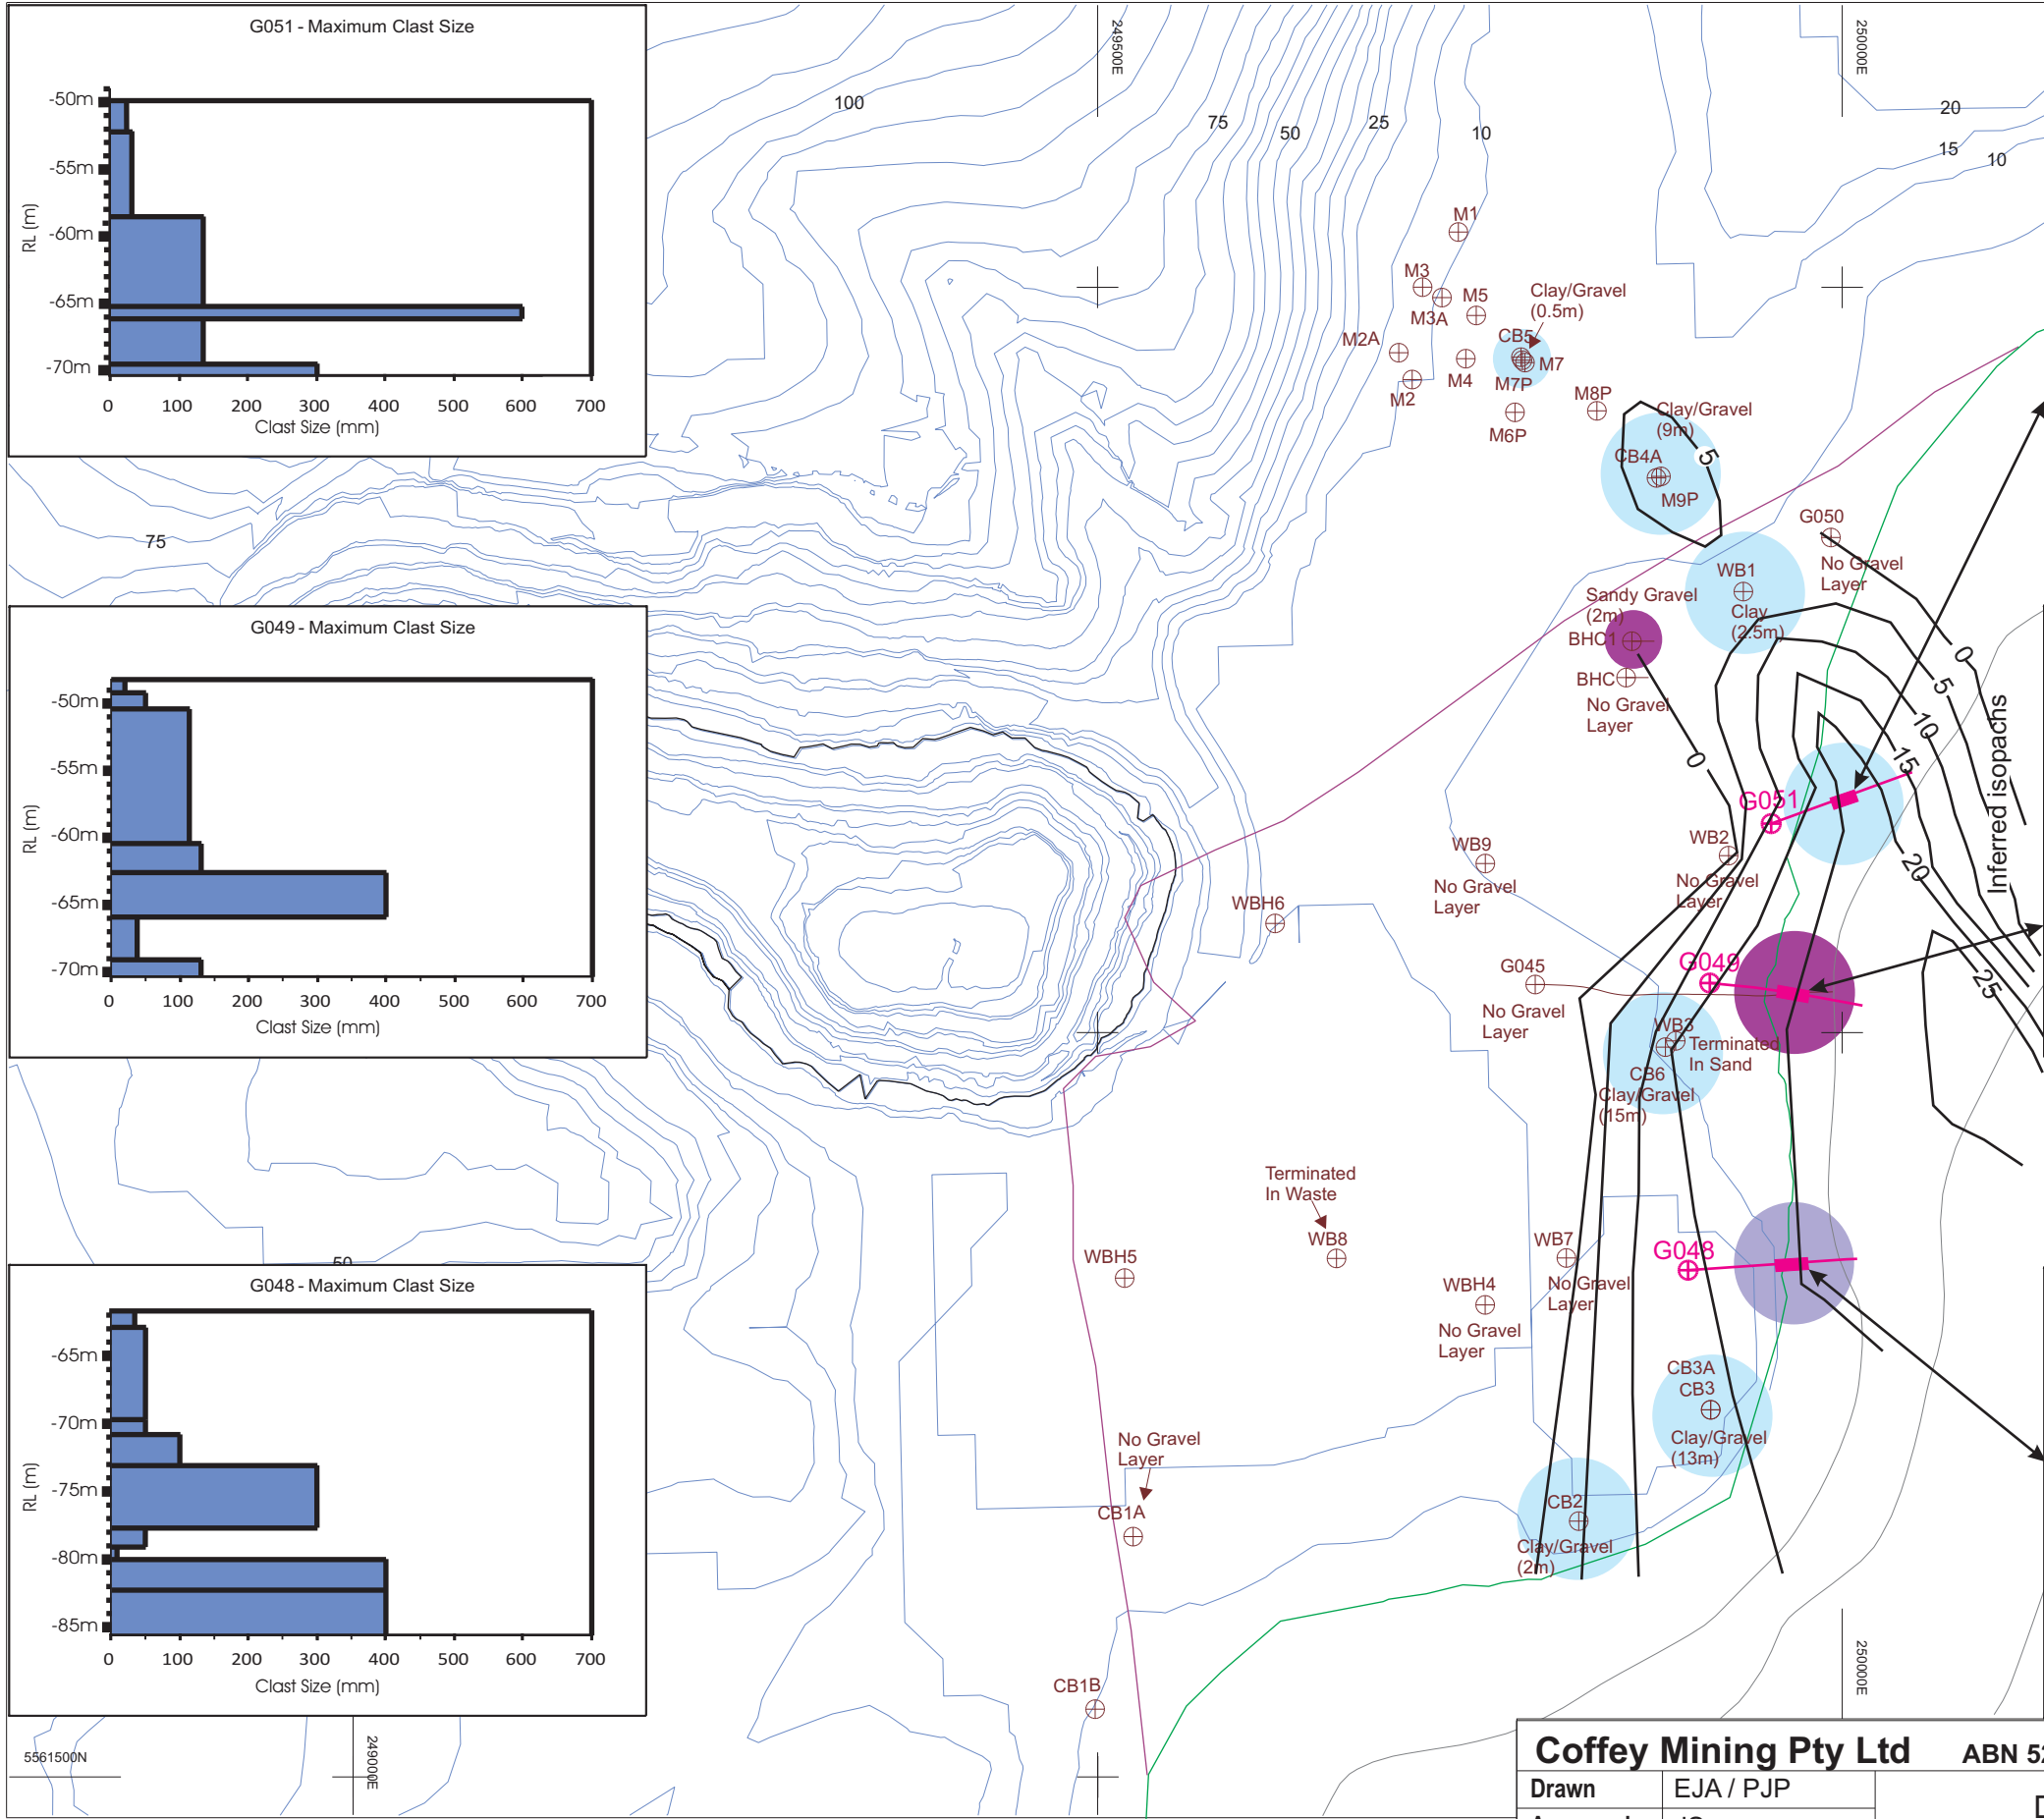 G051 - Maximum Clast Size
-50m
-55m
-60m
-65m
-70m
RL (m)
0 100 200 300 400 500 600 700
Clast Size (mm)
G049 - Maximum Clast Size
-50m
-55m
-60m
-65m
-70m
RL (m)
0 100 200 300 400 500 600 700
Clast Size (mm)
G048 - Maximum Clast Size
-65m
-70m
-75m
-80m
-85m
RL (m)
0 100 200 300 400 500 600 700
Clast Size (mm)
249500E
250000E
100
75
50
25
10
20
15
10
75
50
M1
M3
M3A
M5
Clay/Gravel
(0.5m)
M2A
CB5
M7
M4
M7P
M2
M6P
M8P
Clay/Gravel
(9m)
5
CB4A
M9P
G050
No Gravel
Layer
WB1
Clay
(2.5m)
Sandy Gravel
(2m)
BHC1
BHC
No Gravel
Layer
0
0
5
10
15
20
25
Inferred isopachs
G051
WB2
No Gravel
Layer
WB9
No Gravel
Layer
WBH6
G049
G045
No Gravel
Layer
WB3
Terminated
In Sand
CB6
Clay/Gravel
(15m)
Terminated
In Waste
WB8
WBH5
WB7
No Gravel
Layer
G048
WBH4
No Gravel
Layer
CB3A
CB3
Clay/Gravel
(13m)
No Gravel
Layer
CB1A
CB2
Clay/Gravel
(2m)
CB1B
250000E
5561500N
249000E
Coffey Mining Pty Ltd ABN 52
Drawn EJA / PJP